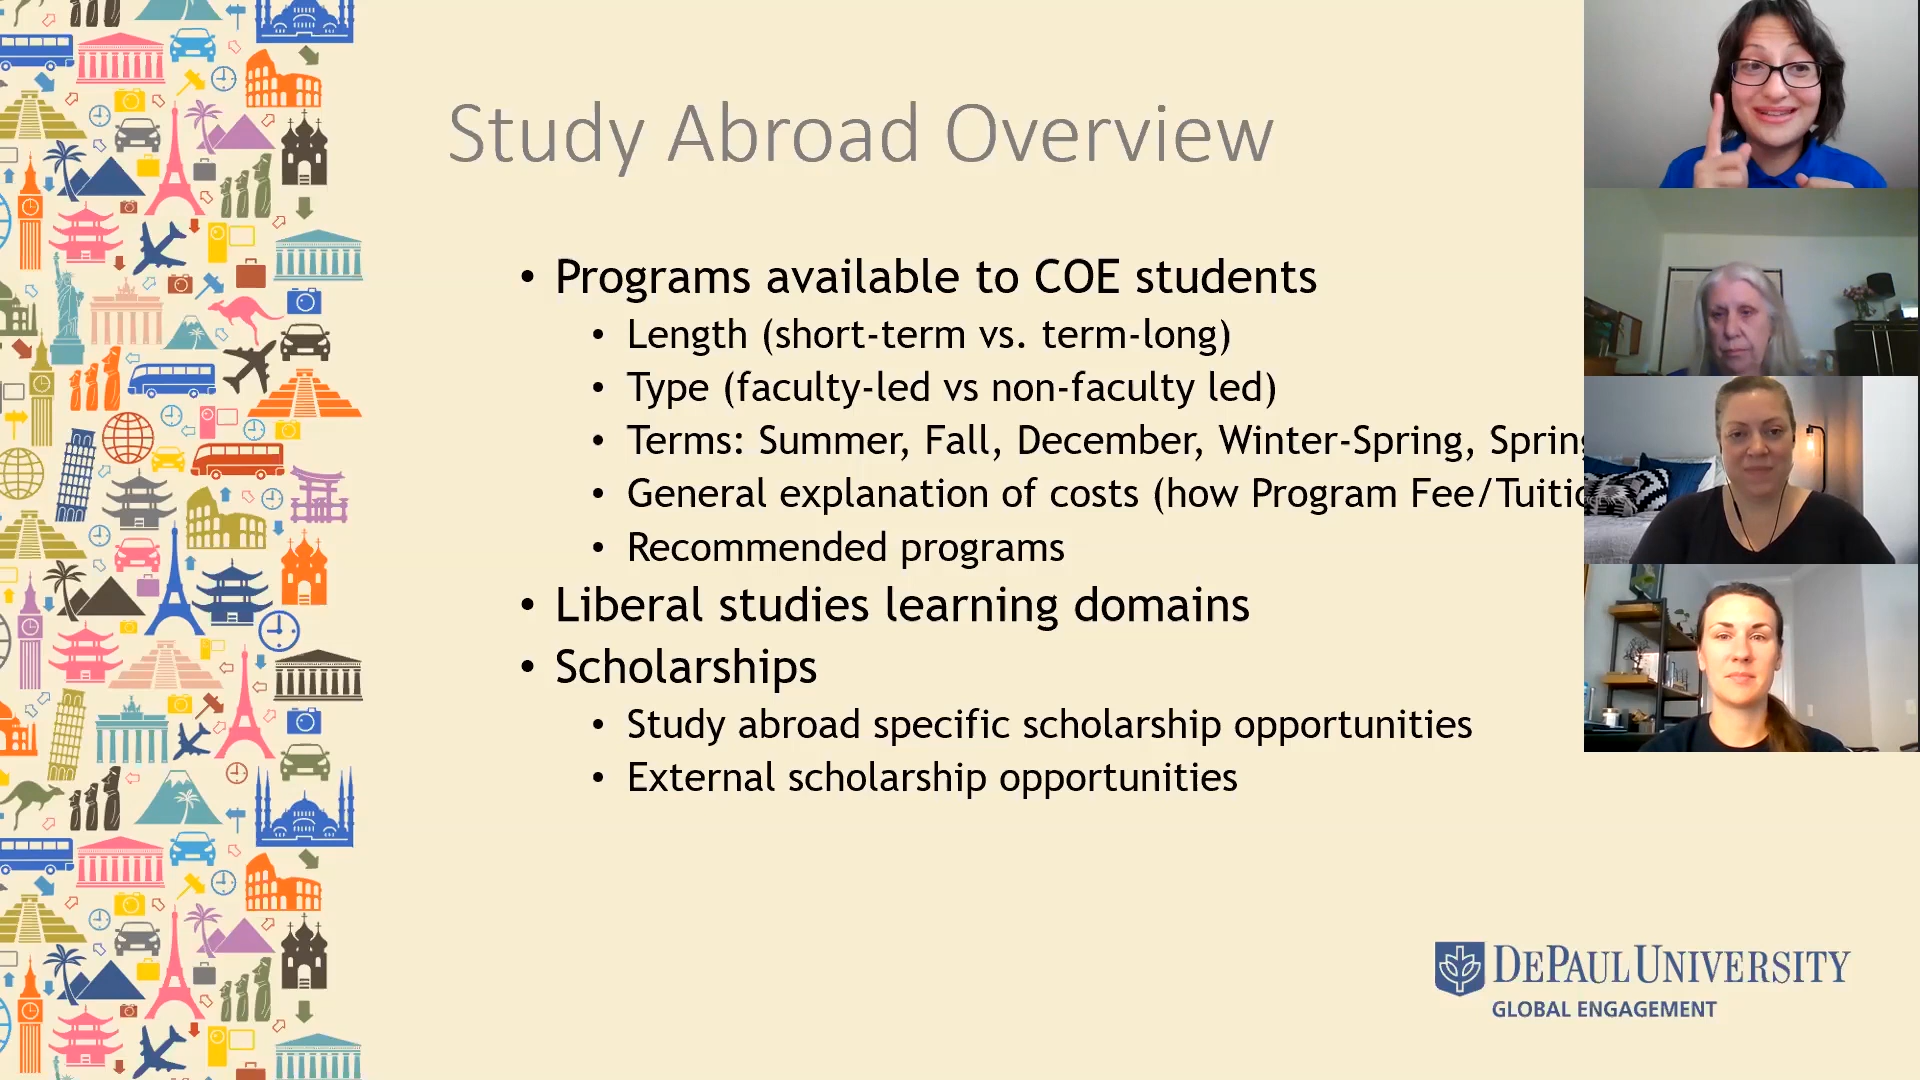 Study Abroad Overview
• Programs available to COE students
• Length (short-term vs. term-long)
• Type (faculty-led vs non-faculty led)
• Terms: Summer, Fall, December, Winter-Spring, Spring
• General explanation of costs (how Program Fee/
• Recommended programs
• Liberal studies learning domains
• Scholarships
• Study abroad specific scholarship opportunities
• External scholarship opportunities
DEPAUL UNIVERSITY
GLOBAL ENGAGEMENT